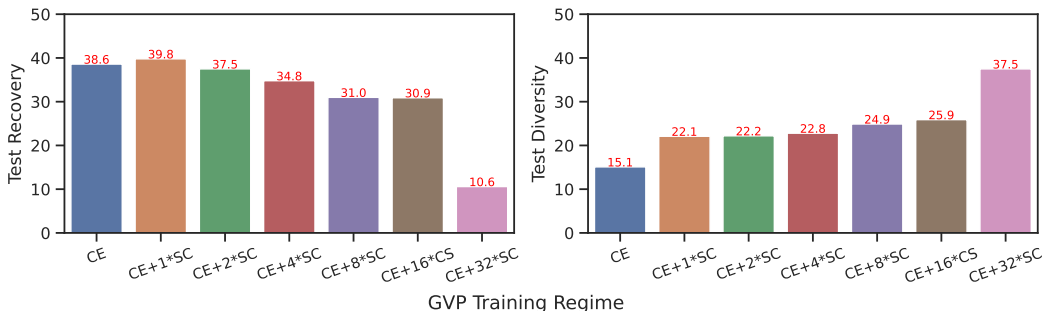 Test Recovery
50
40
30
20
10
0
38.6
39.8
37.5
34.8
31.0
30.9
10.6
CE
CE+1*SC
CE+2*SC
CE+4*SC
CE+8*SC
CE+16*CS
CE+32*SC
Test Diversity
50
40
30
20
10
0
15.1
22.1
22.2
22.8
24.9
25.9
37.5
CE
CE+1*SC
CE+2*SC
CE+4*SC
CE+8*SC
CE+16*SC
CE+32*SC
GVP Training Regime